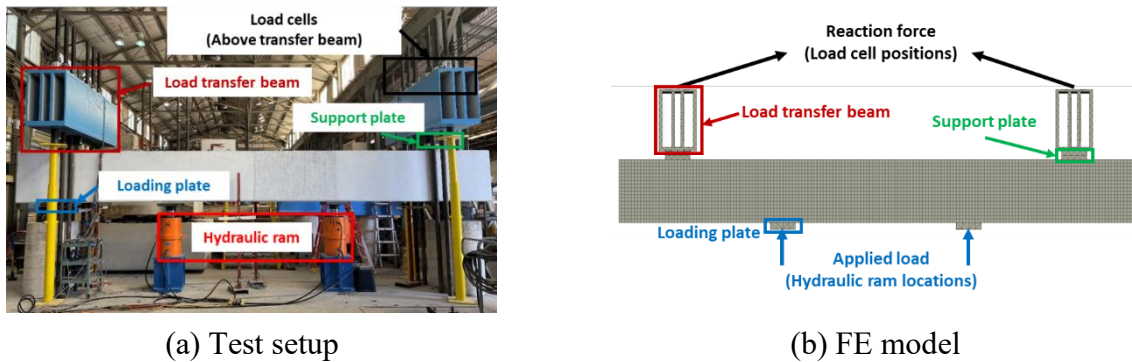 Load cells
(Above transfer beam)
Load transfer beam
Support plate
Loading plate
Hydraulic ram
(a) Test setup
Reaction force
(Load cell positions)
Load transfer beam
Support plate
Loading plate
Applied load
(Hydraulic ram locations)
(b) FE model